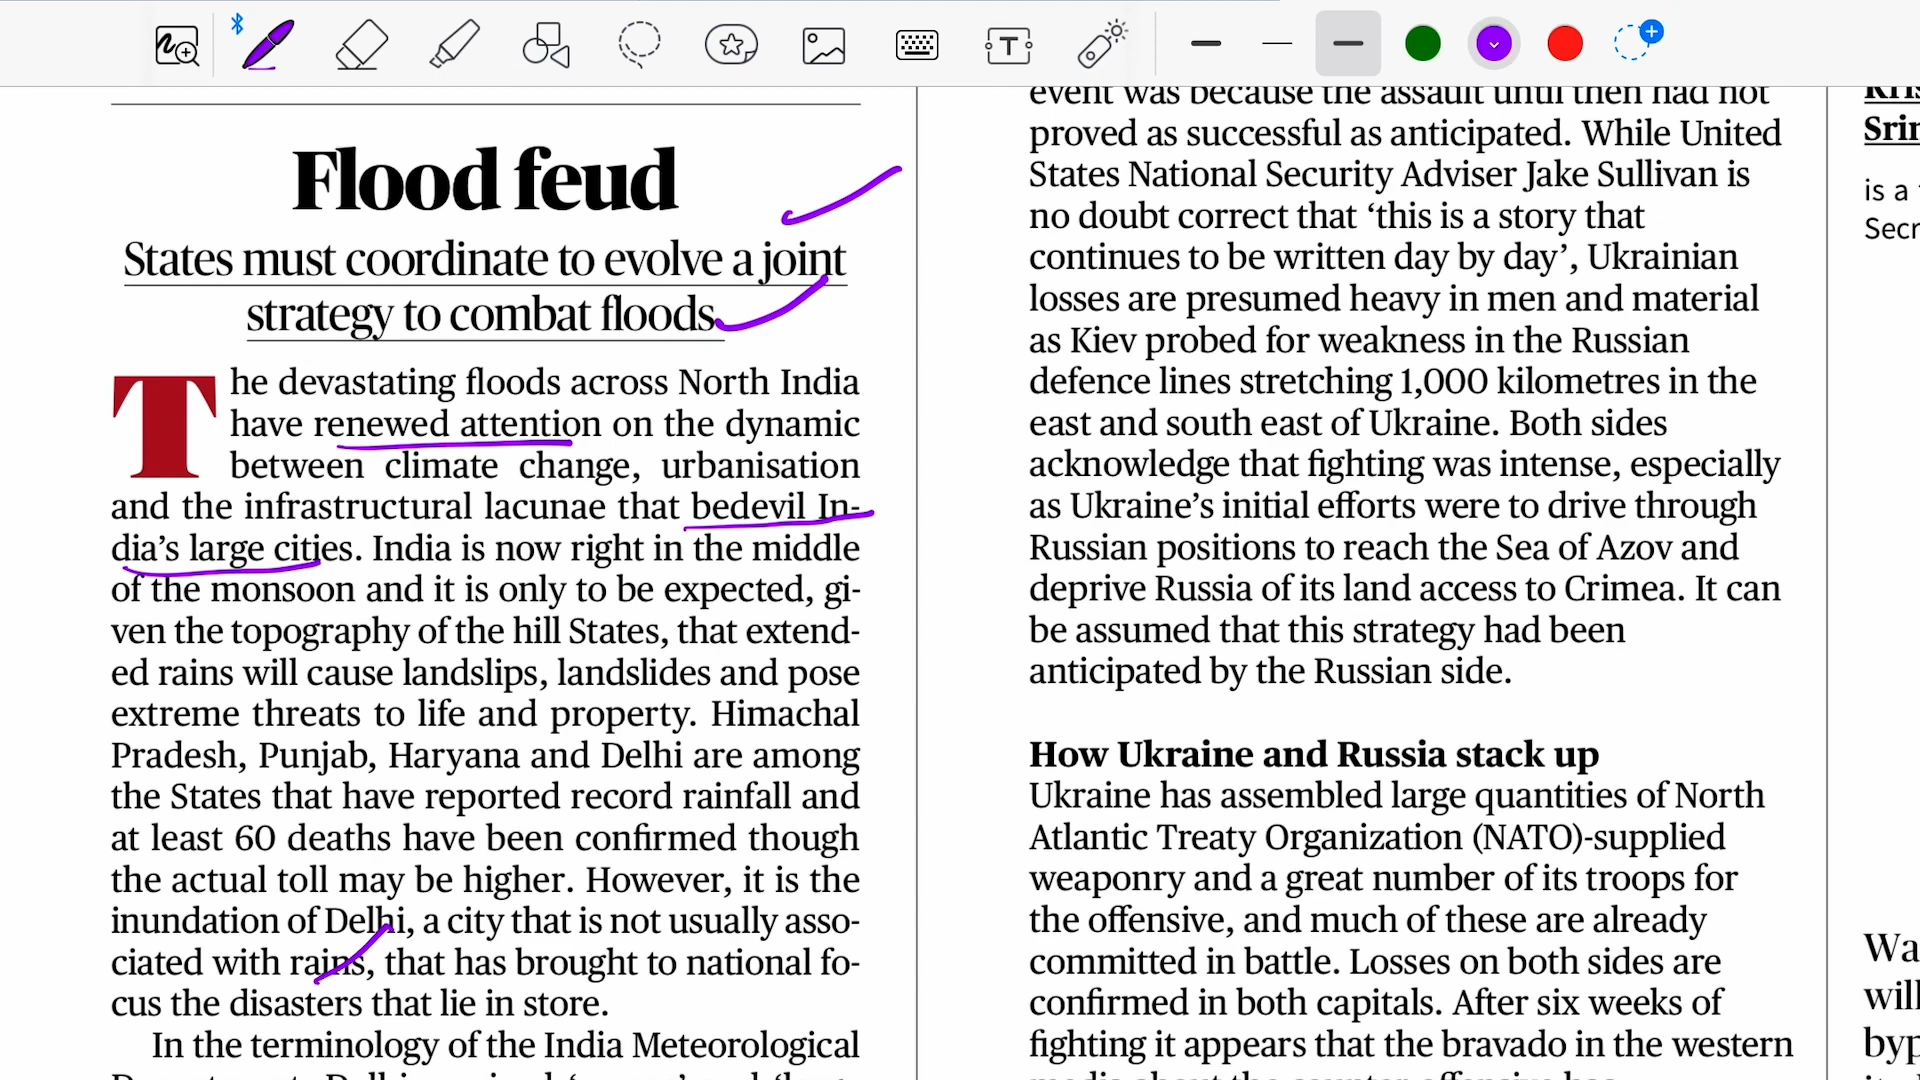 Flood feud
States must coordinate to evolve a joint
strategy to combat floods
The devastating floods across North India
have renewed attention on the dynamic
between climate change, urbanisation
and the infrastructural lacunae that bedevil In-
dia’s large cities. India is now right in the middle
of the monsoon and it is only to be expected, gi-
ven the topography of the hill States, that extend-
ed rains will cause landslips, landslides and pose
extreme threats to life and property. Himachal
Pradesh, Punjab, Haryana and Delhi are among
the States that have reported record rainfall and
at least 60 deaths have been confirmed though
the actual toll may be higher. However, it is the
inundation of Delhi, a city that is not usually asso-
ciated with rains, that has brought to national fo-
cus the disasters that lie in store.
In the terminology of the India Meteorological
event was because the assault until then had not
proved as successful as anticipated. While United
States National Security Adviser Jake Sullivan is
no doubt correct that ‘this is a story that
continues to be written day by day’, Ukrainian
losses are presumed heavy in men and material
as Kiev probed for weakness in the Russian
defence lines stretching 1,000 kilometres in the
east and south east of Ukraine. Both sides
acknowledge that fighting was intense, especially
as Ukraine’s initial efforts were to drive through
Russian positions to reach the Sea of Azov and
deprive Russia of its land access to Crimea. It can
be assumed that this strategy had been
anticipated by the Russian side.
How Ukraine and Russia stack up
Ukraine has assembled large quantities of North
Atlantic Treaty Organization (NATO)-supplied
weaponry and a great number of its troops for
the offensive, and much of these are already
committed in battle. Losses on both sides are
confirmed in both capitals. After six weeks of
fighting it appears that the bravado in the western
is a
Secr
Wa
will
byp